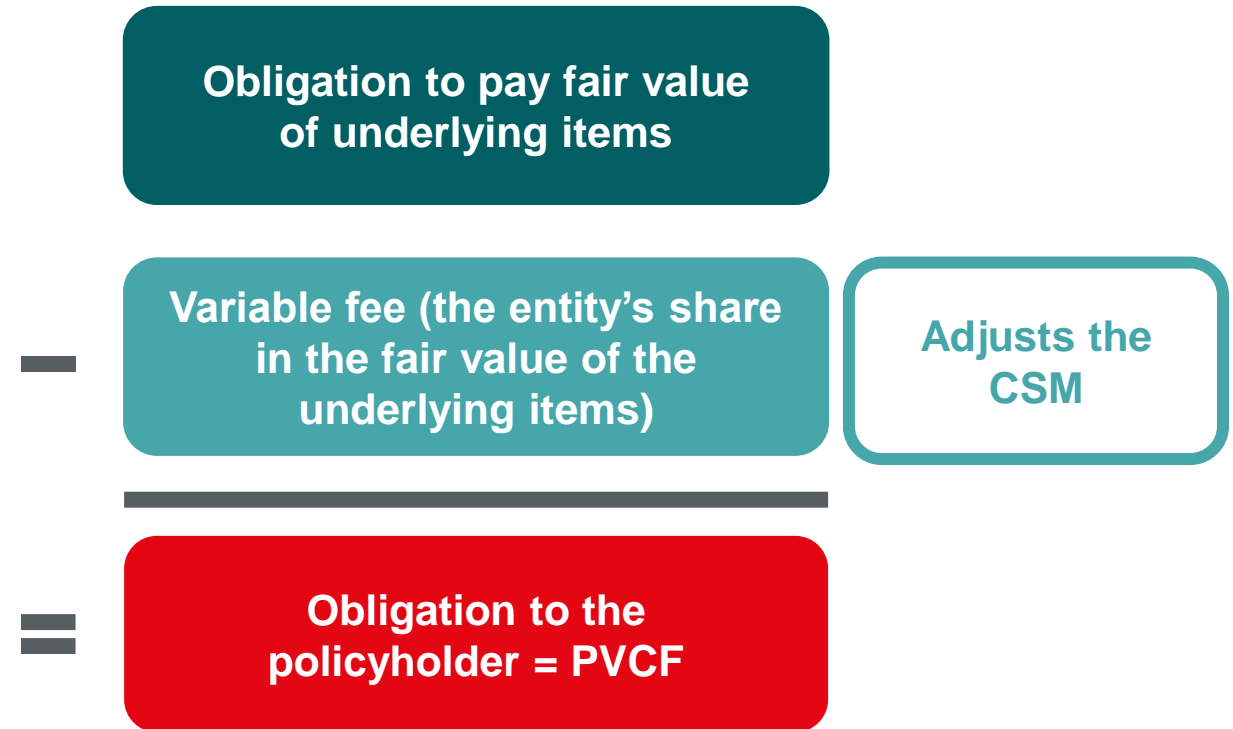 Obligation to pay fair value
of underlying items
Variable fee (the entity's share
in the fair value of the
underlying items)
Adjusts the
CSM
Obligation to the
policyholder = PVCF